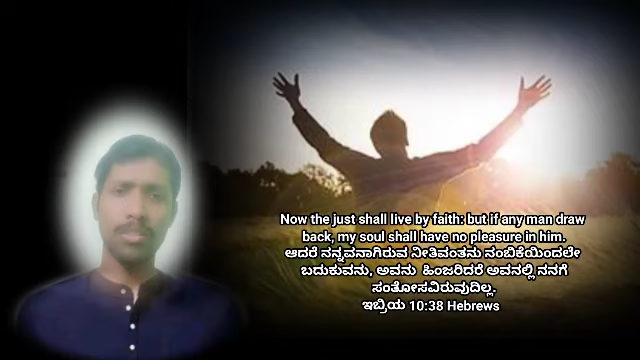 Now the just shall live by faith: but if any man draw
back, my soul shall have no pleasure in him.
ಆದರೆ ನನ್ನವನಾಗಿರುವ ನೀತಿವಂತನು ನಂಬಿಕೆಯಿಂದಲೇ
ಬದುಕುವನು, ಅವನು ಹಿಂಜರಿದರೆ ಅವನಲ್ಲಿ ನನಗೆ
ಸಂತೋಸವಿರುವುದಿಲ್ಲ.
ಇಬ್ರಿಯ 10:38 Hebrews